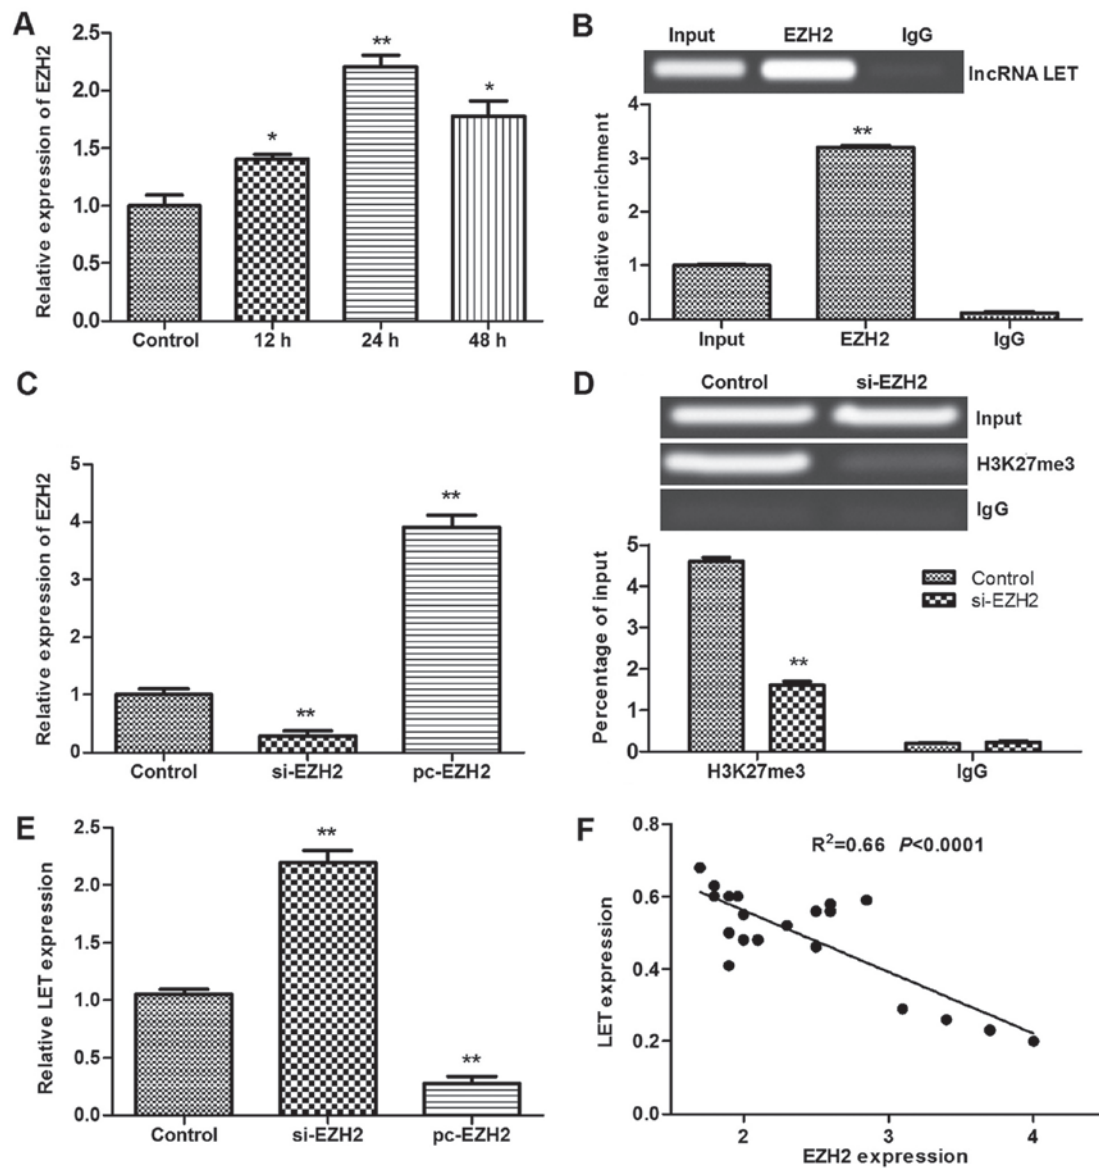 A
Relative expression of EZH2
2.5
2.0
1.5
1.0
0.5
0.0
*
**
*
Control 12 h 24 h 48 h
B
Input EZH2 IgG
lncRNA LET
Relative enrichment
4
3
2
1
0
**
Input EZH2 IgG
C
Relative expression of EZH2
5
4
3
2
1
0
**
**
Control si-EZH2 pc-EZH2
D
Control si-EZH2
Input
H3K27me3
IgG
Percentage of input
5
4
3
2
1
0
**
Control
si-EZH2
H3K27me3 IgG
E
Relative LET expression
2.5
2.0
1.5
1.0
0.5
0.0
**
**
Control si-EZH2 pc-EZH2
F
R²=0.66 P<0.0001
LET expression
0.8
0.6
0.4
0.2
0.0
2 3 4
EZH2 expression